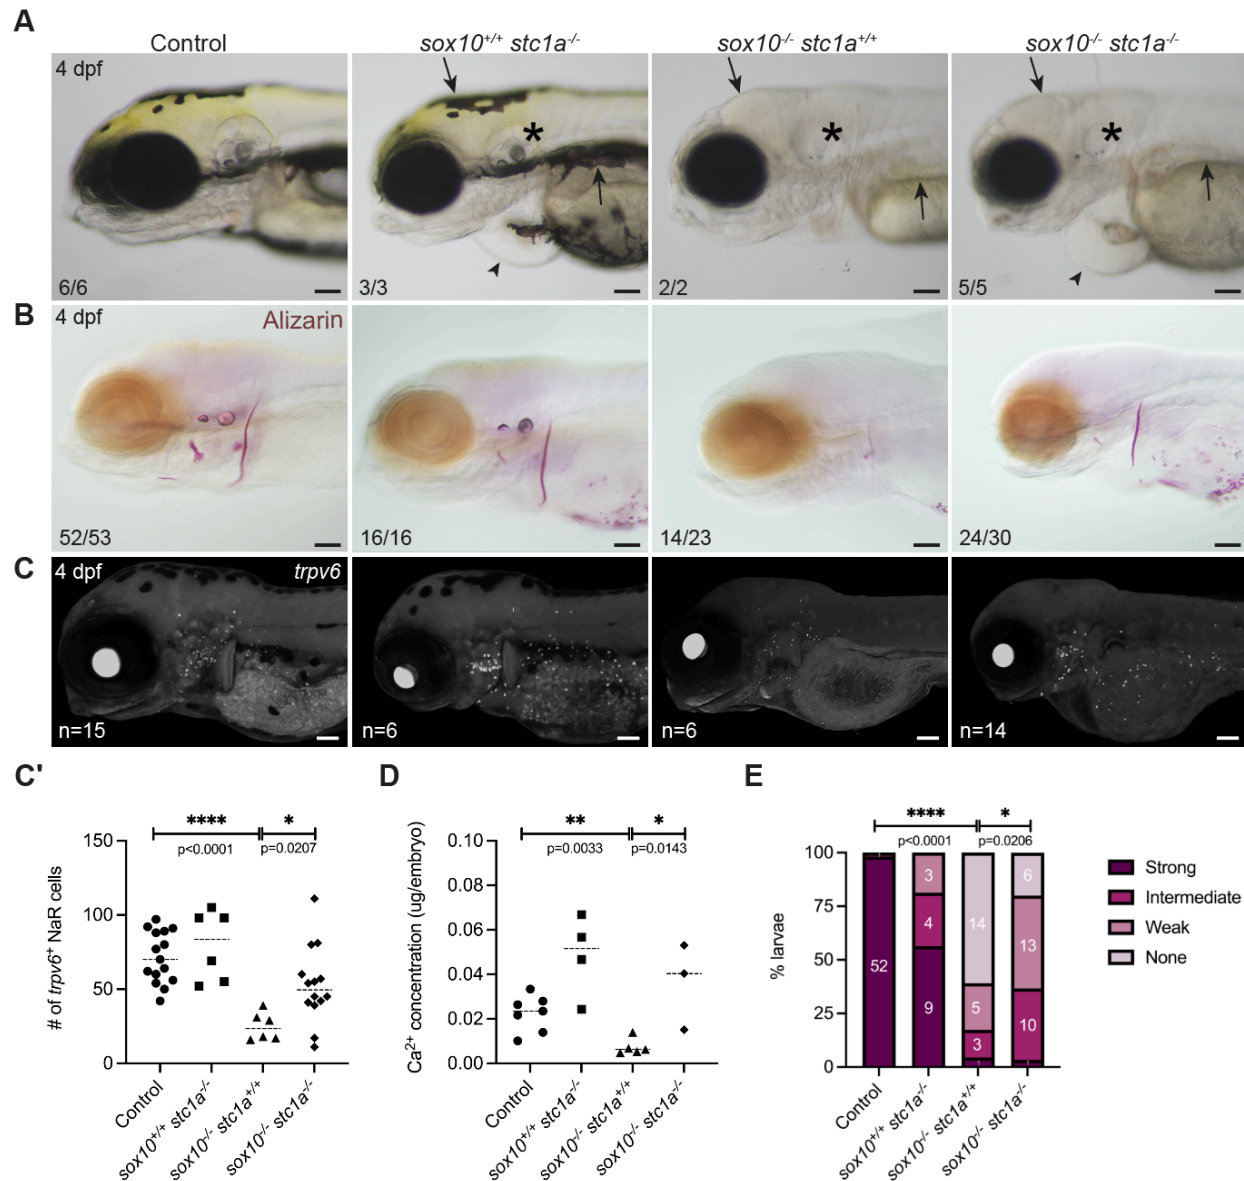 A
Control
sox10+/+ stc1a-/-
sox10-/- stc1a+/+
sox10-/- stc1a-/-
4 dpf
*
*
*
6/6
3/3
2/2
5/5
B
4 dpf
Alizarin
52/53
16/16
14/23
24/30
C
4 dpf
trpv6
n=15
n=6
n=6
n=14
C'
# of trpv6+ NaR cells
150
100
50
0
****
*
p<0.0001
p=0.0207
Control
sox10+/+ stc1a-/-
sox10-/- stc1a+/+
sox10-/- stc1a-/-
D
Ca2+ concentration (ug/embryo)
0.10
0.08
0.06
0.04
0.02
0.00
**
*
p=0.0033
p=0.0143
Control
sox10+/+ stc1a-/-
sox10-/- stc1a+/+
sox10-/- stc1a-/-
E
% larvae
100
75
50
25
0
****
*
p<0.0001
p=0.0206
52
3
4
9
14
5
3
6
13
10
Control
sox10+/+ stc1a-/-
sox10-/- stc1a+/+
sox10-/- stc1a-/-
Strong
Intermediate
Weak
None